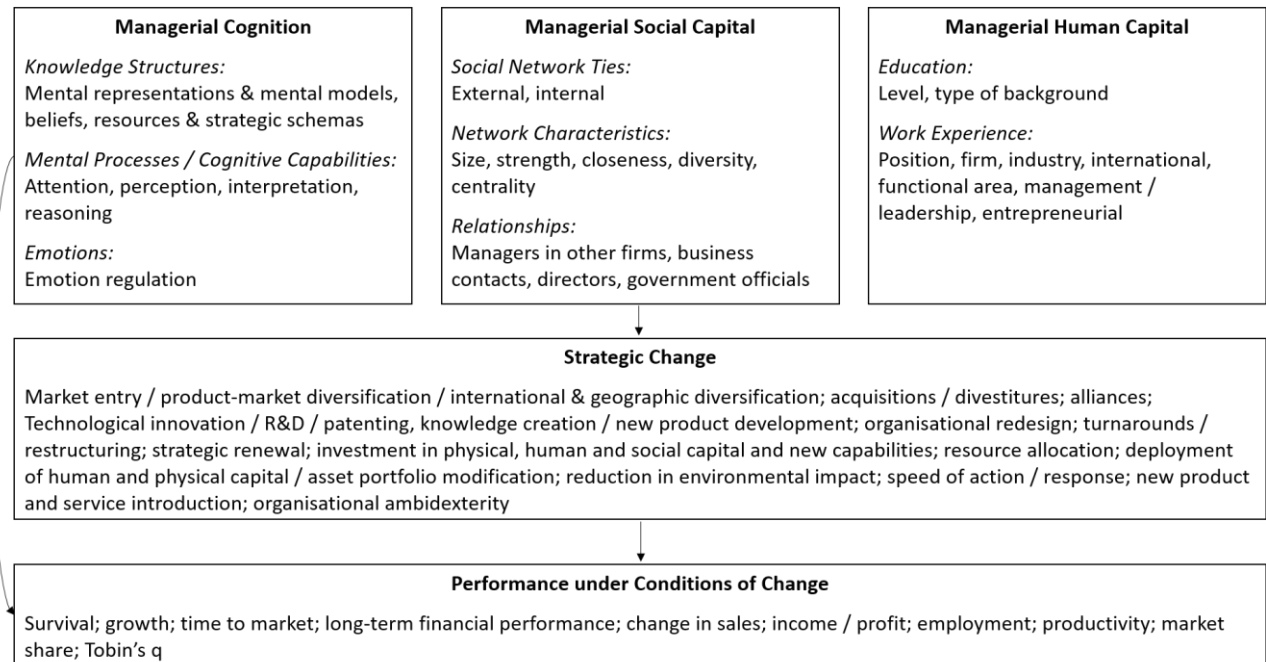 Managerial Cognition
Knowledge Structures:
Mental representations & mental models,
beliefs, resources & strategic schemas
Mental Processes / Cognitive Capabilities:
Attention, perception, interpretation,
reasoning
Emotions:
Emotion regulation
Managerial Social Capital
Social Network Ties:
External, internal
Network Characteristics:
Size, strength, closeness, diversity,
centrality
Relationships:
Managers in other firms, business
contacts, directors, government officials
Managerial Human Capital
Education:
Level, type of background
Work Experience:
Position, firm, industry, international,
functional area, management /
leadership, entrepreneurial
Strategic Change
Market entry / product-market diversification / international & geographic diversification; acquisitions / divestitures; alliances;
Technological innovation / R&D / patenting, knowledge creation / new product development; organisational redesign; turnarounds /
restructuring; strategic renewal; investment in physical, human and social capital and new capabilities; resource allocation; deployment
of human and physical capital / asset portfolio modification; reduction in environmental impact; speed of action / response; new product
and service introduction; organisational ambidexterity
Performance under Conditions of Change
Survival; growth; time to market; long-term financial performance; change in sales; income / profit; employment; productivity; market
share; Tobin’s q